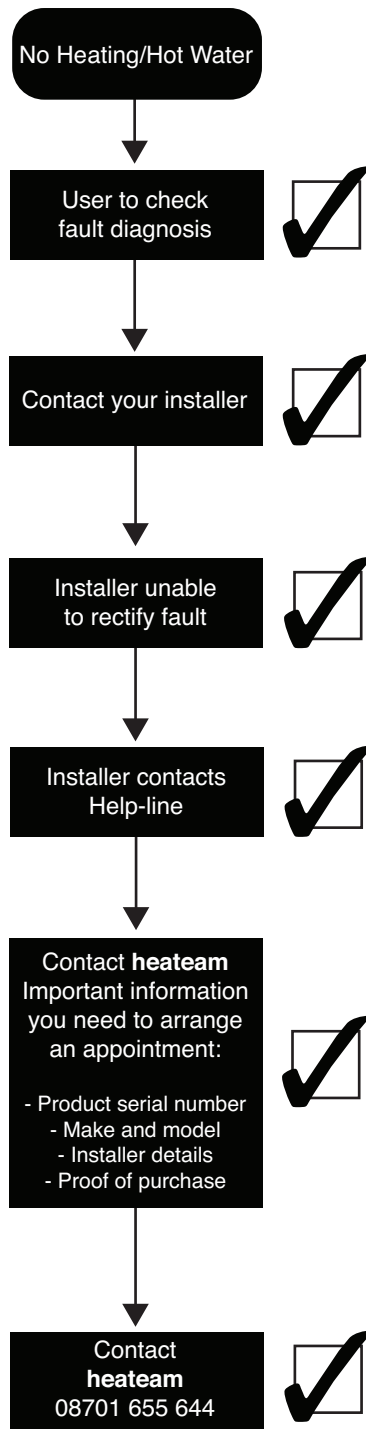 No Heating/Hot Water
User to check
fault diagnosis
Contact your installer
Installer unable
to rectify fault
Installer contacts
Help-line
Contact heateam
Important information
you need to arrange
an appointment:
- Product serial number
- Make and model
- Installer details
- Proof of purchase
Contact
heateam
08701 655 644